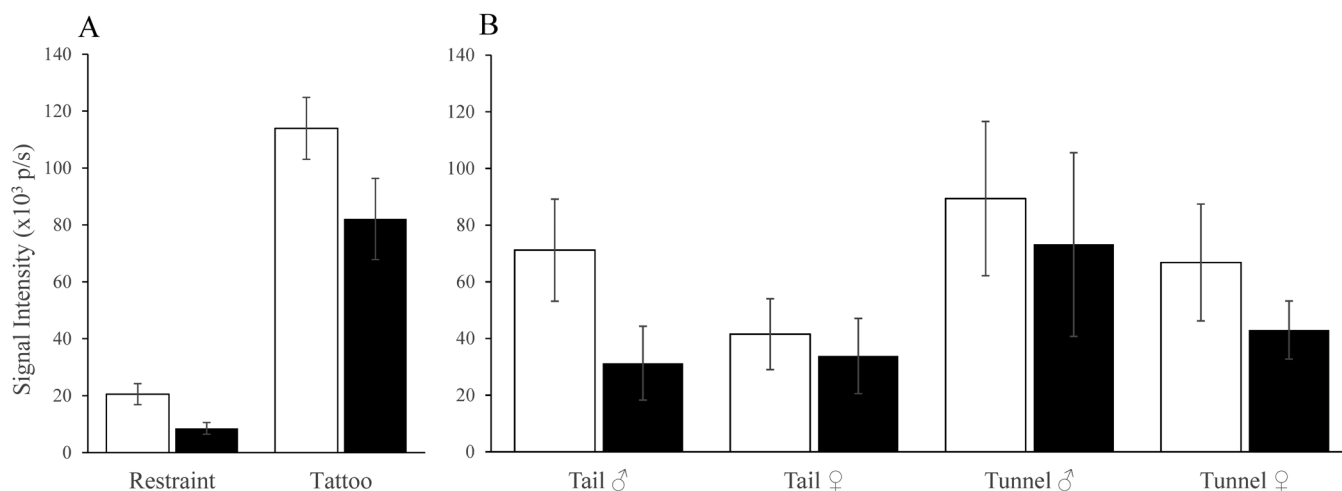 A
B
Signal Intensity (x10³ p/s)
140
120
100
80
60
40
20
0
Restraint
Tattoo
140
120
100
80
60
40
20
0
Tail ♂
Tail ♀
Tunnel ♂
Tunnel ♀